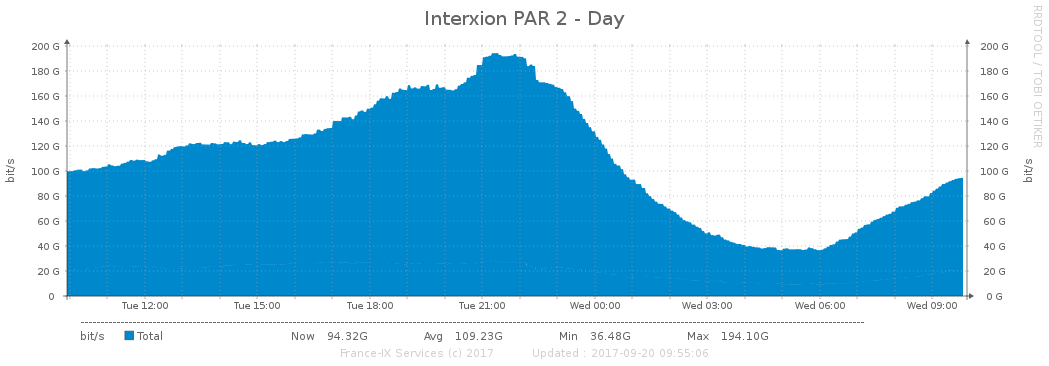 Interxion PAR 2 - Day
RRDTOOL / TOBI OETIKER
bit/s
200 G
180 G
160 G
140 G
120 G
100 G
80 G
60 G
40 G
20 G
0
200 G
180 G
160 G
140 G
120 G
100 G
80 G
60 G
40 G
20 G
0 G
bit/s
Tue 12:00 Tue 15:00 Tue 18:00 Tue 21:00 Wed 00:00 Wed 03:00 Wed 06:00 Wed 09:00
bit/s Total Now 94.32G Avg 109.23G Min 36.48G Max 194.10G
France-IX Services (c) 2017 Updated : 2017-09-20 09:55:06